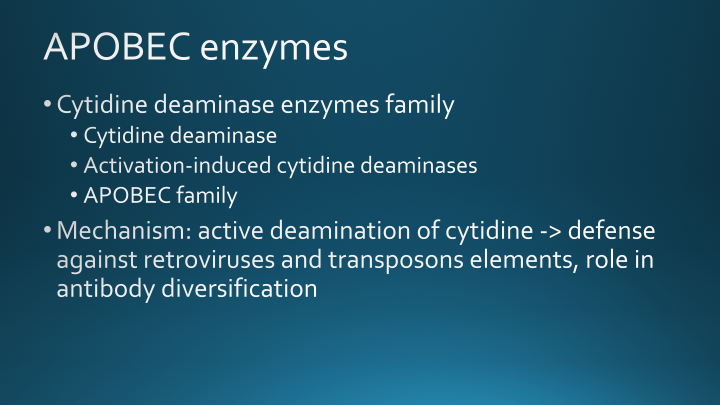 APOBEC enzymes
• Cytidine deaminase enzymes family
• Cytidine deaminase
• Activation-induced cytidine deaminases
• APOBEC family
• Mechanism: active deamination of cytidine -> defense
against retroviruses and transposons elements, role in
antibody diversification